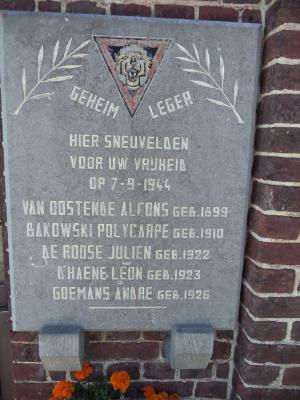 GEHEIM LEGER
HIER SNEUVELDEN
VOOR UW VRIJHEID
OP 7-9-1944
VAN OOSTENDE ALFONS GEB.1899
BAKOWSKI POLYCARPE GEB.1910
DE ROOSE JULIEN GEB.1922
D'HAENE LEON GEB.1923
GOEMANS ANDRE GEB.1926